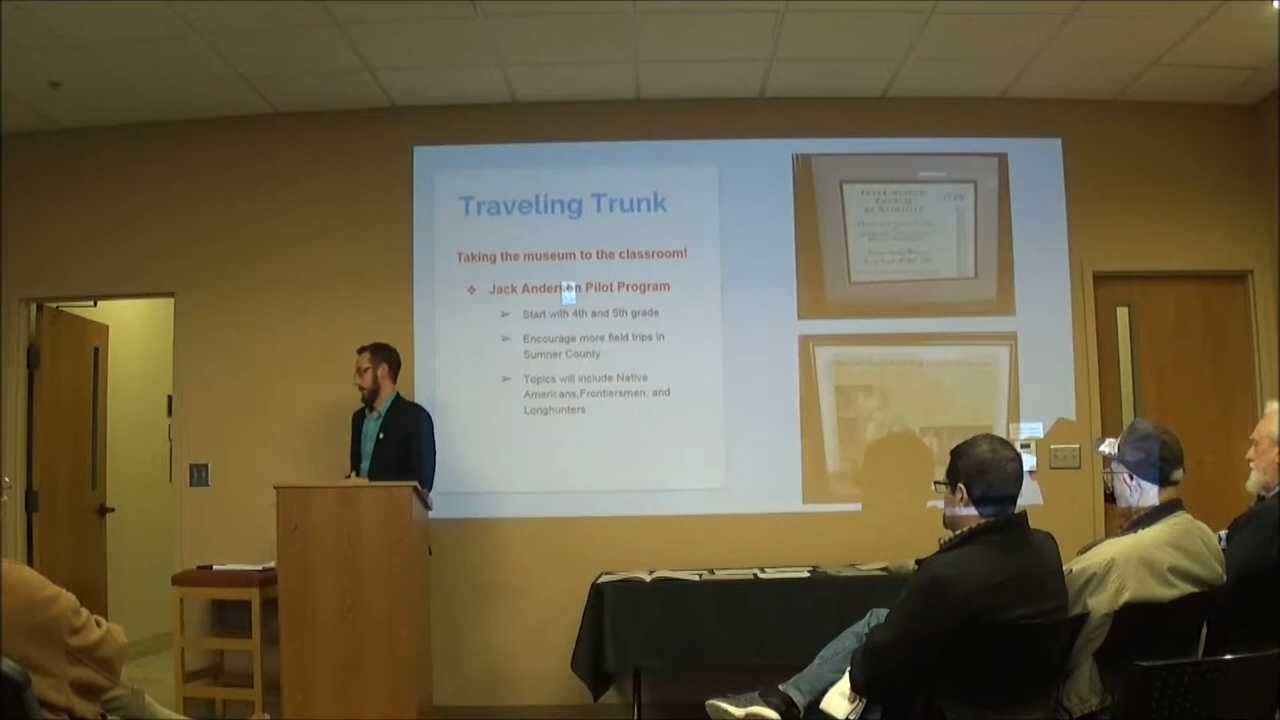 Traveling Trunk
Taking the museum to the classroom!
Jack Anderson Pilot Program
Start with 4th and 5th grade
Encourage more field trips in
Sumner County
Topics will include Native
Americans,Frontiersmen, and
Longhunters